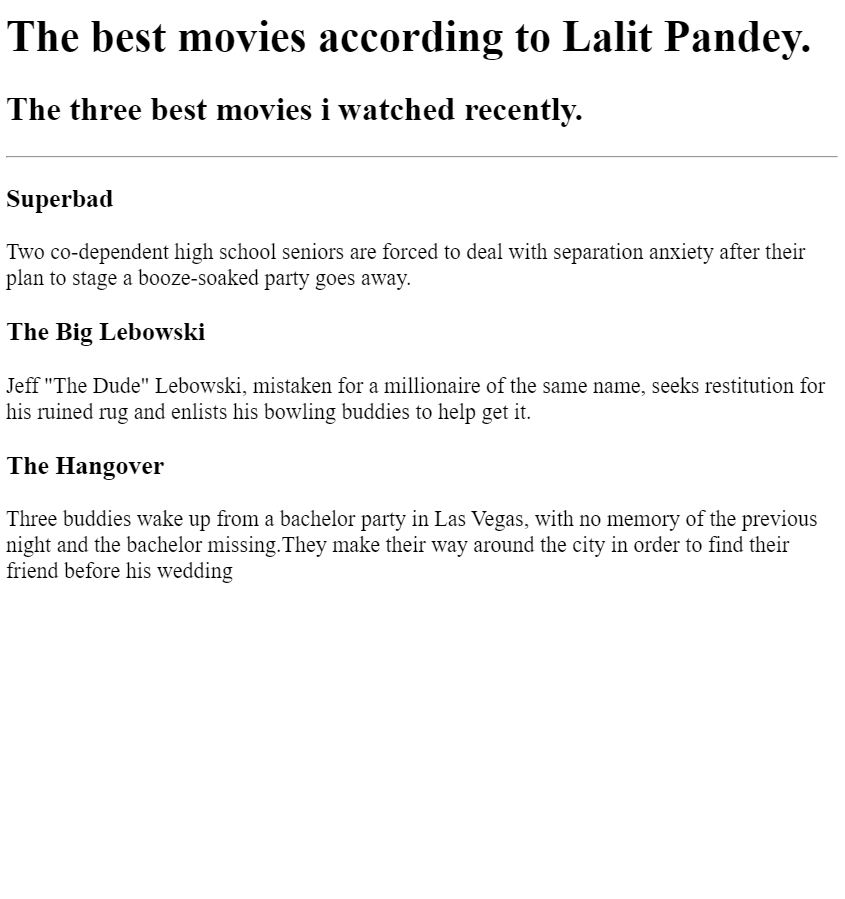 The best movies according to Lalit Pandey.
The three best movies i watched recently.
Superbad
Two co-dependent high school seniors are forced to deal with separation anxiety after their
plan to stage a booze-soaked party goes away.
The Big Lebowski
Jeff "The Dude" Lebowski, mistaken for a millionaire of the same name, seeks restitution for
his ruined rug and enlists his bowling buddies to help get it.
The Hangover
Three buddies wake up from a bachelor party in Las Vegas, with no memory of the previous
night and the bachelor missing.They make their way around the city in order to find their
friend before his wedding